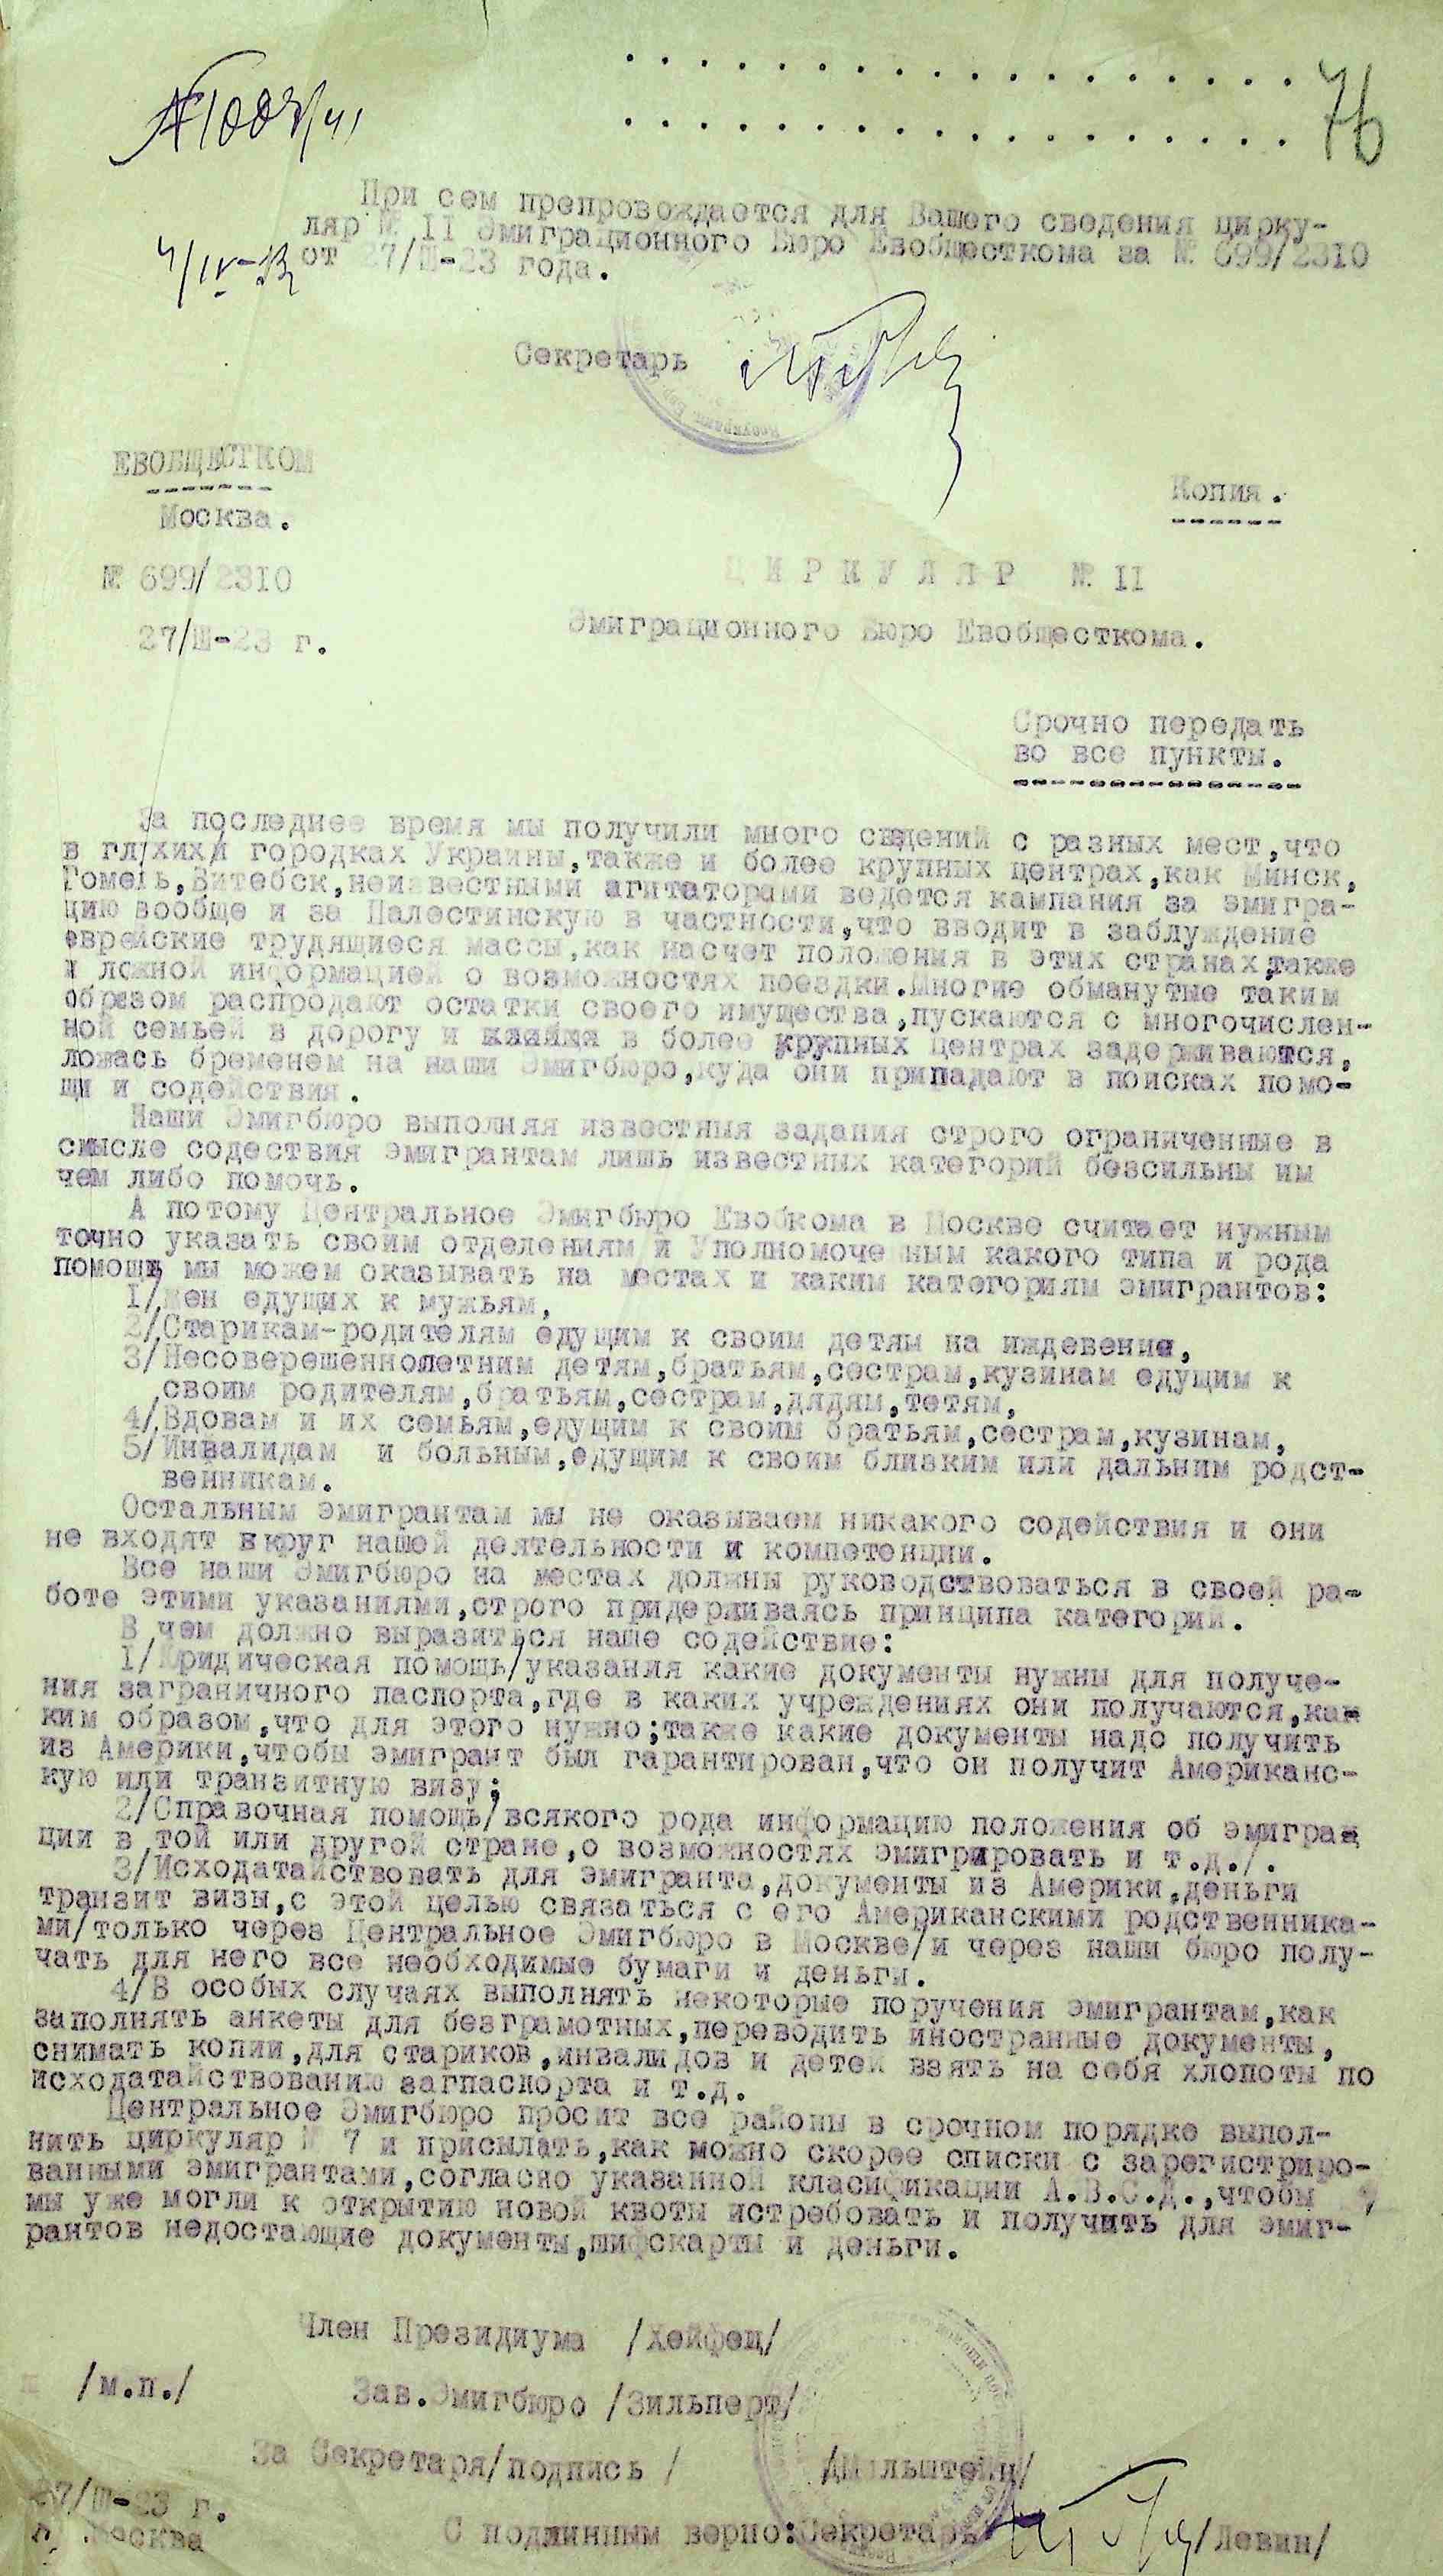 76
При сем препровождается для Вашего сведения цирку-
ляр № II Эмиграционного Бюро Евобщесткома за № 699/2310
от 27/Ш-23 года.
Секретарь
ЕВОБЩЕСТКОМ
Москва.
Копия.
№ 699/2310
27/Ш-23 г.
ЦИРКУЛЯР № II
Эмиграционного Бюро Евобщесткома.
Срочно передать
во все пункты.
За последнее время мы получили много сведений с разных мест,что
в глухих городках Украины,также и более крупных центрах,как Минск,
Гомель,Витебск,неизвестными агитаторами ведется кампания за эмигра-
цию вообще и за Палестинскую в частности,что вводит в заблуждение
еврейские трудящиеся массы,как насчет положения в этих странах,также
и ложной информацией о возможностях поездки.Многие обманутые таким
образом распродают остатки своего имущества,пускаются с многочислен-
ной семьей в дорогу и в более крупных центрах задерживаются,
ложась бременем на наши Эмигбюро,куда они припадают в поисках помо-
щи и содействия.
Наши Эмигбюро выполняя известныя задания строго ограниченные в
смысле содествия эмигрантам лишь известных категорий безсильны им
чем либо помочь.
А потому Центральное Эмигбюро Евобкома в Москве считает нужным
точно указать своим отделениям и Уполномоченным какого типа и рода
помощь мы можем оказывать на местах и каким категориям эмигрантов:
1/Жен едущих к мужьям,
2/Старикам-родителям едущим к своим детям на иждевение,
3/Несоверешеннолетним детям,братьям,сестрам,кузинам едущим к
своим родителям,братьям,сестрам,дядям,тетям,
4/Вдовам и их семьям,едущим к своим братьям,сестрам,кузинам,
5/Инвалидам и больным,едущим к своим близким или дальним родст-
венникам.
Остальным эмигрантам мы не оказываем никакого содействия и они
не входят вкруг нашей деятельности и компетенции.
Все наши Эмигбюро на местах должны руководствоваться в своей ра-
боте этими указаниями,строго придерживаясь принципа категорий.
В чем должно выразиться наше содействие:
1/Юридическая помощь/указания какие документы нужны для получе-
ния заграничного паспорта,где в каких учреждениях они получаются,как
ким образом,что для этого нужно;также какие документы надо получить
из Америки,чтобы эмигрант был гарантирован,что он получит Американс-
кую или транзитную визу;
2/Справочная помощь/всякого рода информацию положения об эмигра
ции в той или другой стране,о возможностях эмигрировать и т.д./.
3/Исходатайствовать для эмигранта,документы из Америки,деньги
транзит визы,с этой целью связаться с его Американскими родственника-
ми/только через Центральное Эмигбюро в Москве/и через наши бюро полу-
чать для него все необходимые бумаги и деньги.
4/В особых случаях выполнять некоторые поручения эмигрантам,как
заполнять анкеты для безграмотных,переводить иностранные документы,
снимать копии,для стариков,инвалидов и детей взять на себя хлопоты по
исходатайствованию загпаспорта и т.д.
Центральное Эмигбюро просит все районы в срочном порядке выпол-
нить циркуляр № 7 и присылать,как можно скорее списки с зарегистриро-
ванными эмигрантами,согласно указанной класификации А.В.С.Д.,чтобы
мы уже могли к открытию новой квоты истребовать и получить для эмиг-
рантов недостающие документы,шифскарты и деньги.
Член Президиума /Хейфец/
/м.п./ Зав.Эмигбюро /Зильперт/
За Секретаря/подпись / /Мильштейн/
27/Ш-23 г.
г. Москва
С подлинным верно:Секретарь /Левин/